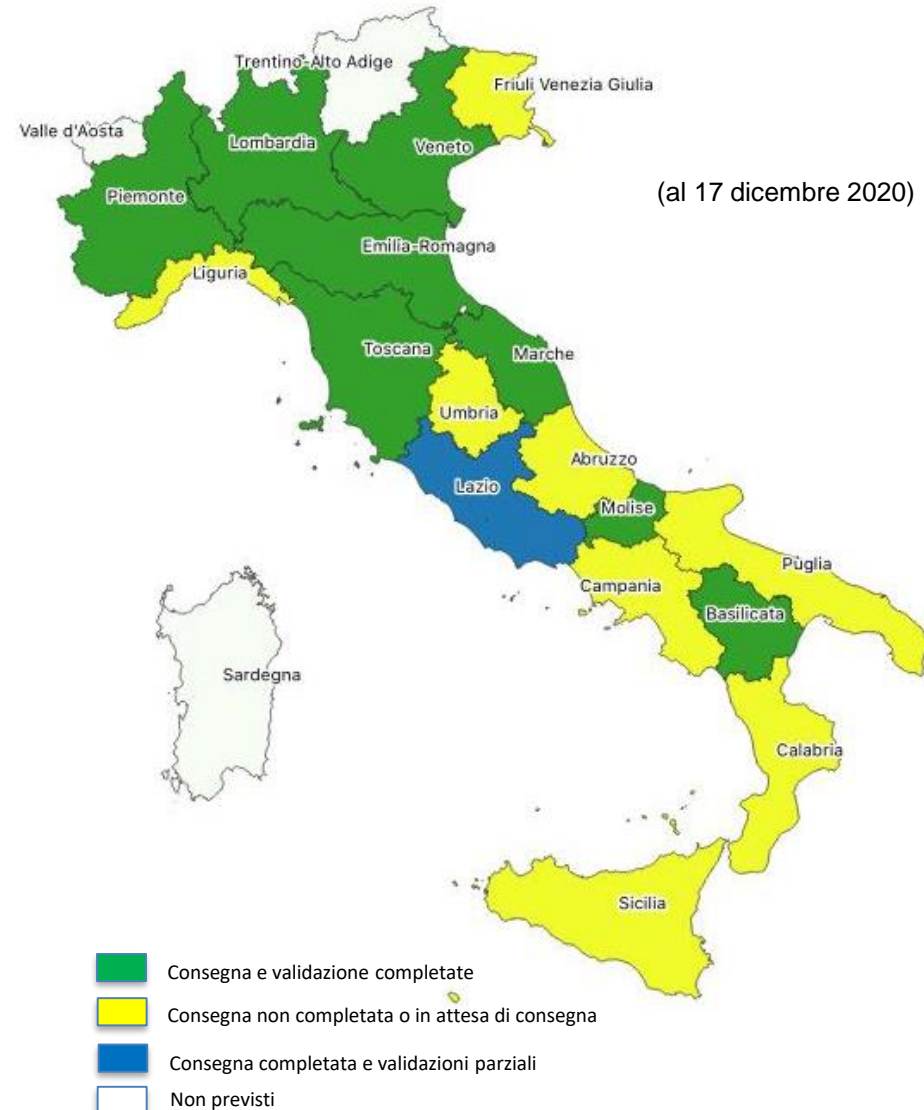 Trentino-Alto Adige
Friuli Venezia Giulia
Valle d'Aosta
Lombardia
Veneto
Piemonte
(al 17 dicembre 2020)
Emilia-Romagna
Liguria
Toscana
Marche
Umbria
Abruzzo
Lazio
Molise
Puglia
Campania
Basilicata
Sardegna
Calabria
Sicilia
Consegna e validazione completate
Consegna non completata o in attesa di consegna
Consegna completata e validazioni parziali
Non previsti